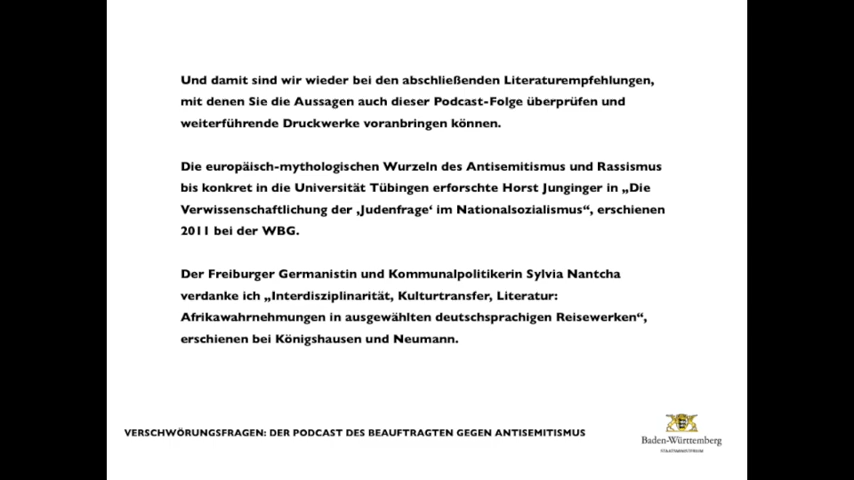 Und damit sind wir wieder bei den abschließenden Literaturempfehlungen,
mit denen Sie die Aussagen auch dieser Podcast-Folge überprüfen und
weiterführende Druckwerke voranbringen können.
Die europäisch-mythologischen Wurzeln des Antisemitismus und Rassismus
bis konkret in die Universität Tübingen erforschte Horst Junginger in „Die
Verwissenschaftlichung der ‚Judenfrage‘ im Nationalsozialismus“, erschienen
2011 bei der WBG.
Der Freiburger Germanistin und Kommunalpolitikerin Sylvia Nantcha
verdanke ich „Interdisziplinarität, Kulturtransfer, Literatur:
Afrikawahrnehmungen in ausgewählten deutschsprachigen Reisewerken“,
erschienen bei Königshausen und Neumann.
VERSCHWÖRUNGSFRAGEN: DER PODCAST DES BEAUFTRAGTEN GEGEN ANTISEMITISMUS
Baden-Württemberg
STAATSMINISTERIUM